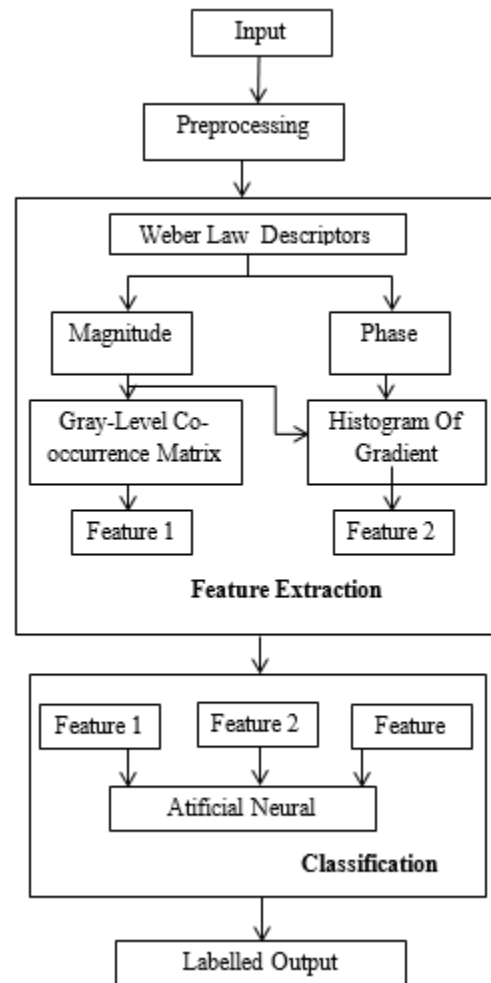 Input
Preprocessing
Weber Law Descriptors
Magnitude
Phase
Gray-Level Co-
occurrence Matrix
Histogram Of
Gradient
Feature 1
Feature 2
Feature Extraction
Feature 1
Feature 2
Feature
Atificial Neural
Classification
Labelled Output